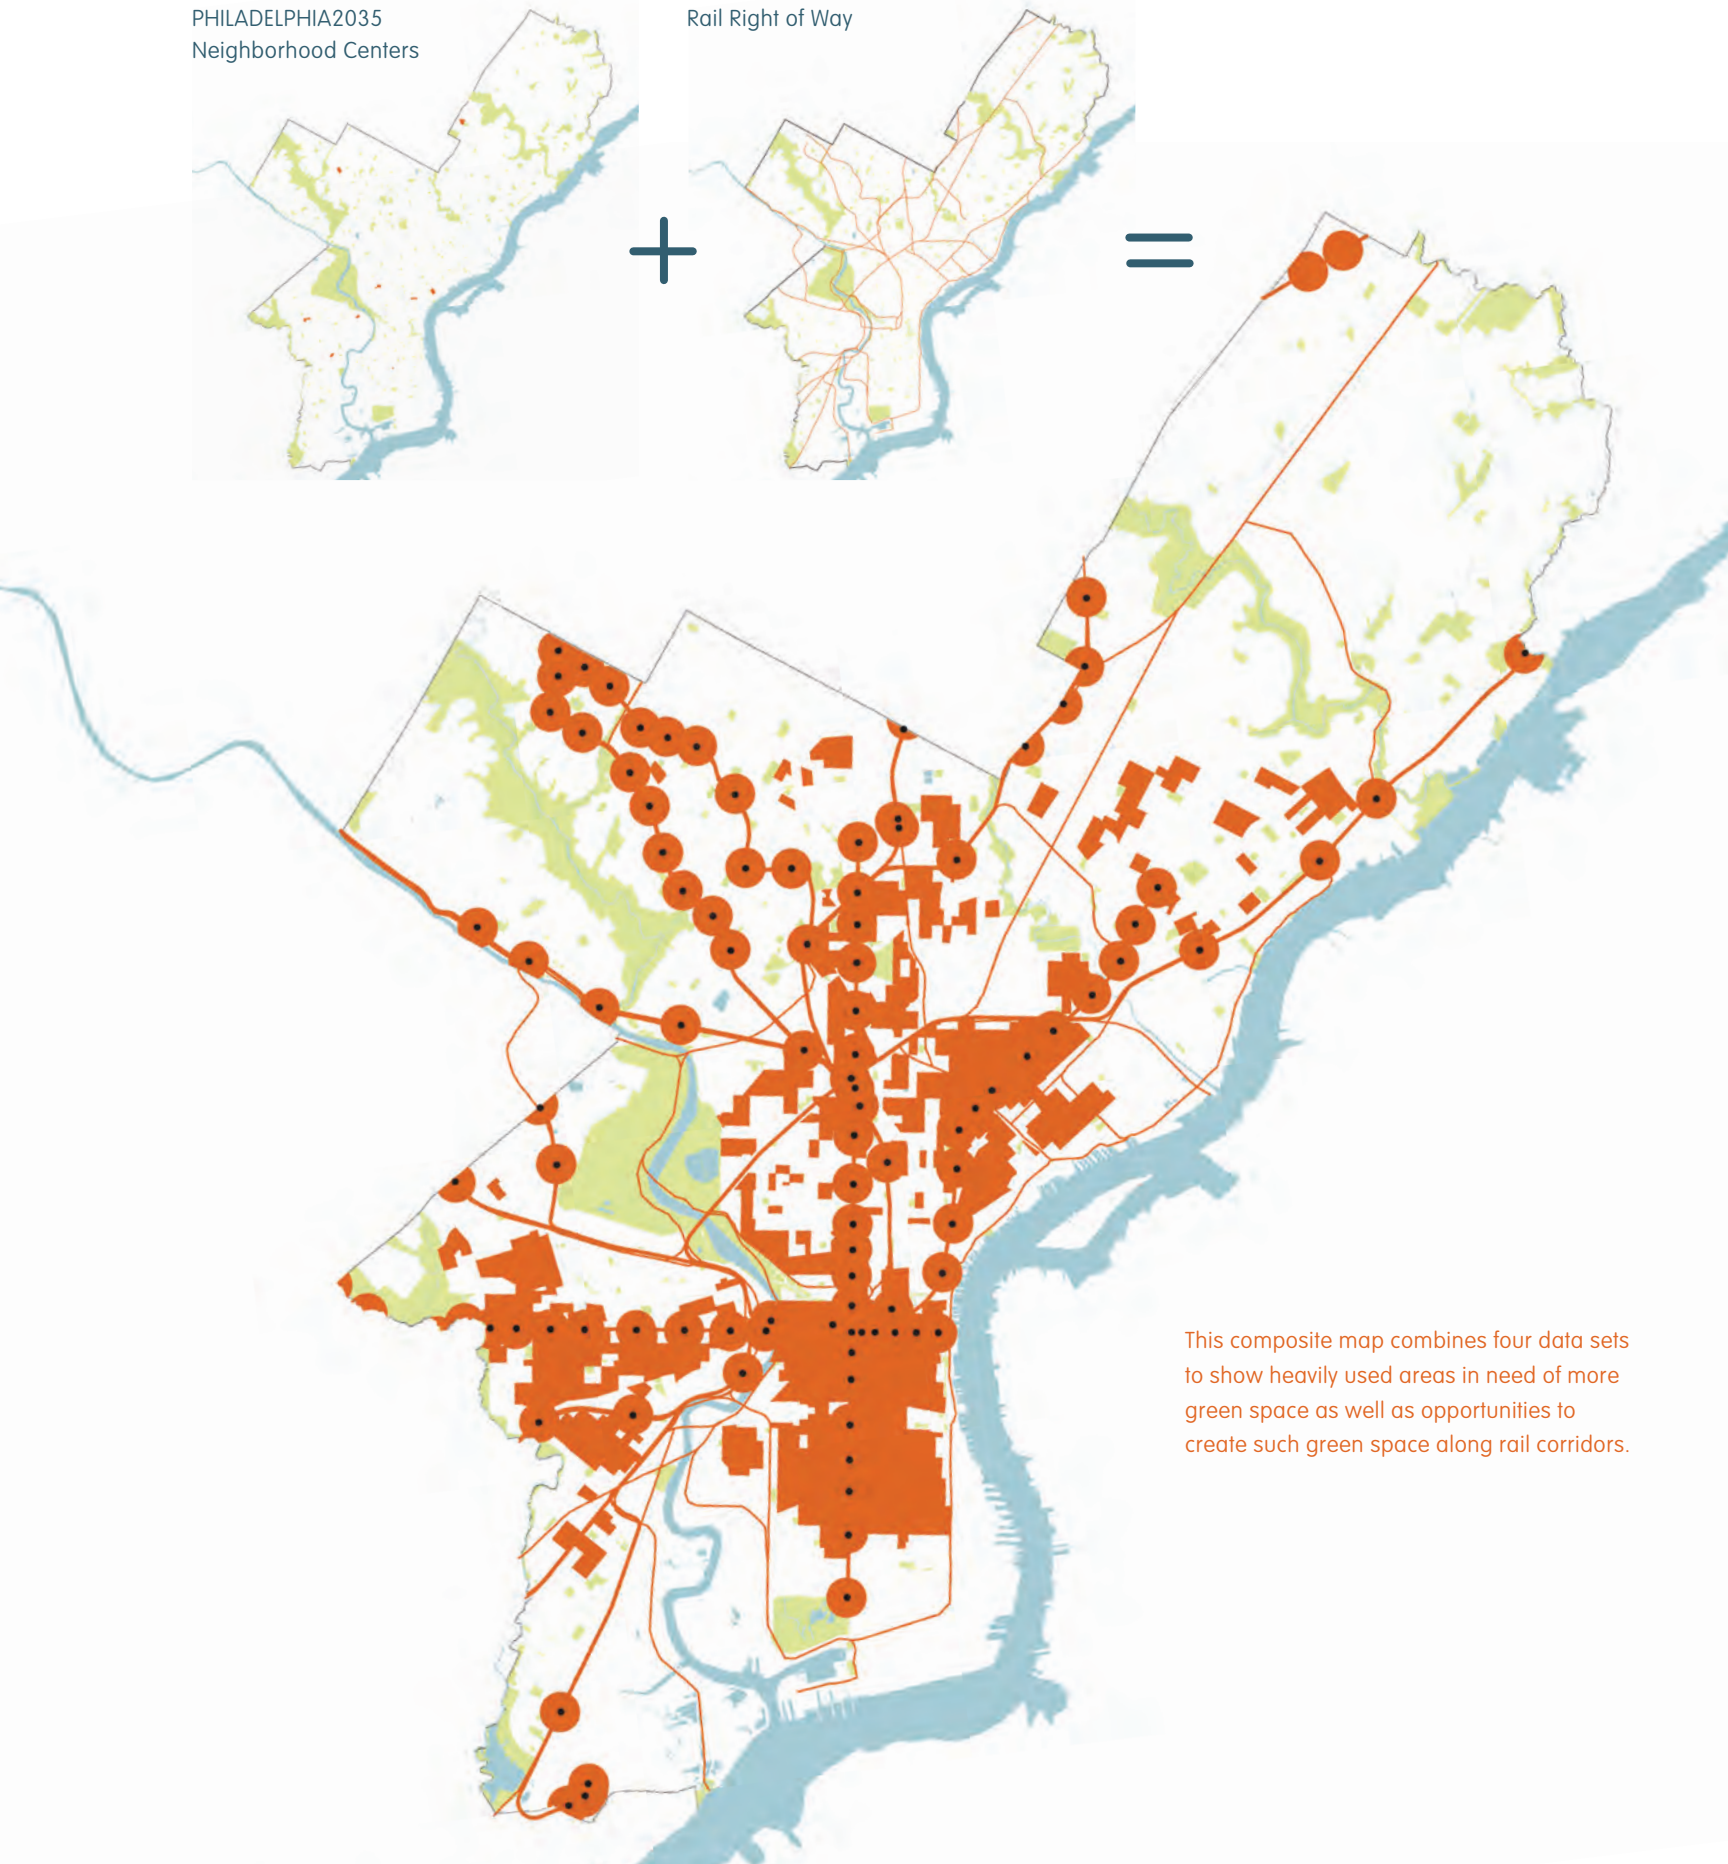 PHILADELPHIA2035
Neighborhood Centers
Rail Right of Way
This composite map combines four data sets
to show heavily used areas in need of more
green space as well as opportunities to
create such green space along rail corridors.